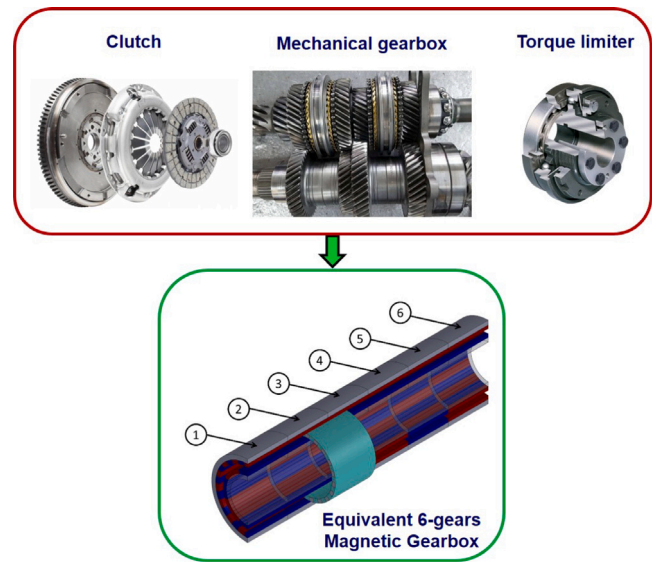 Clutch
Mechanical gearbox
Torque limiter
6
5
4
3
2
1
Equivalent 6-gears
Magnetic Gearbox